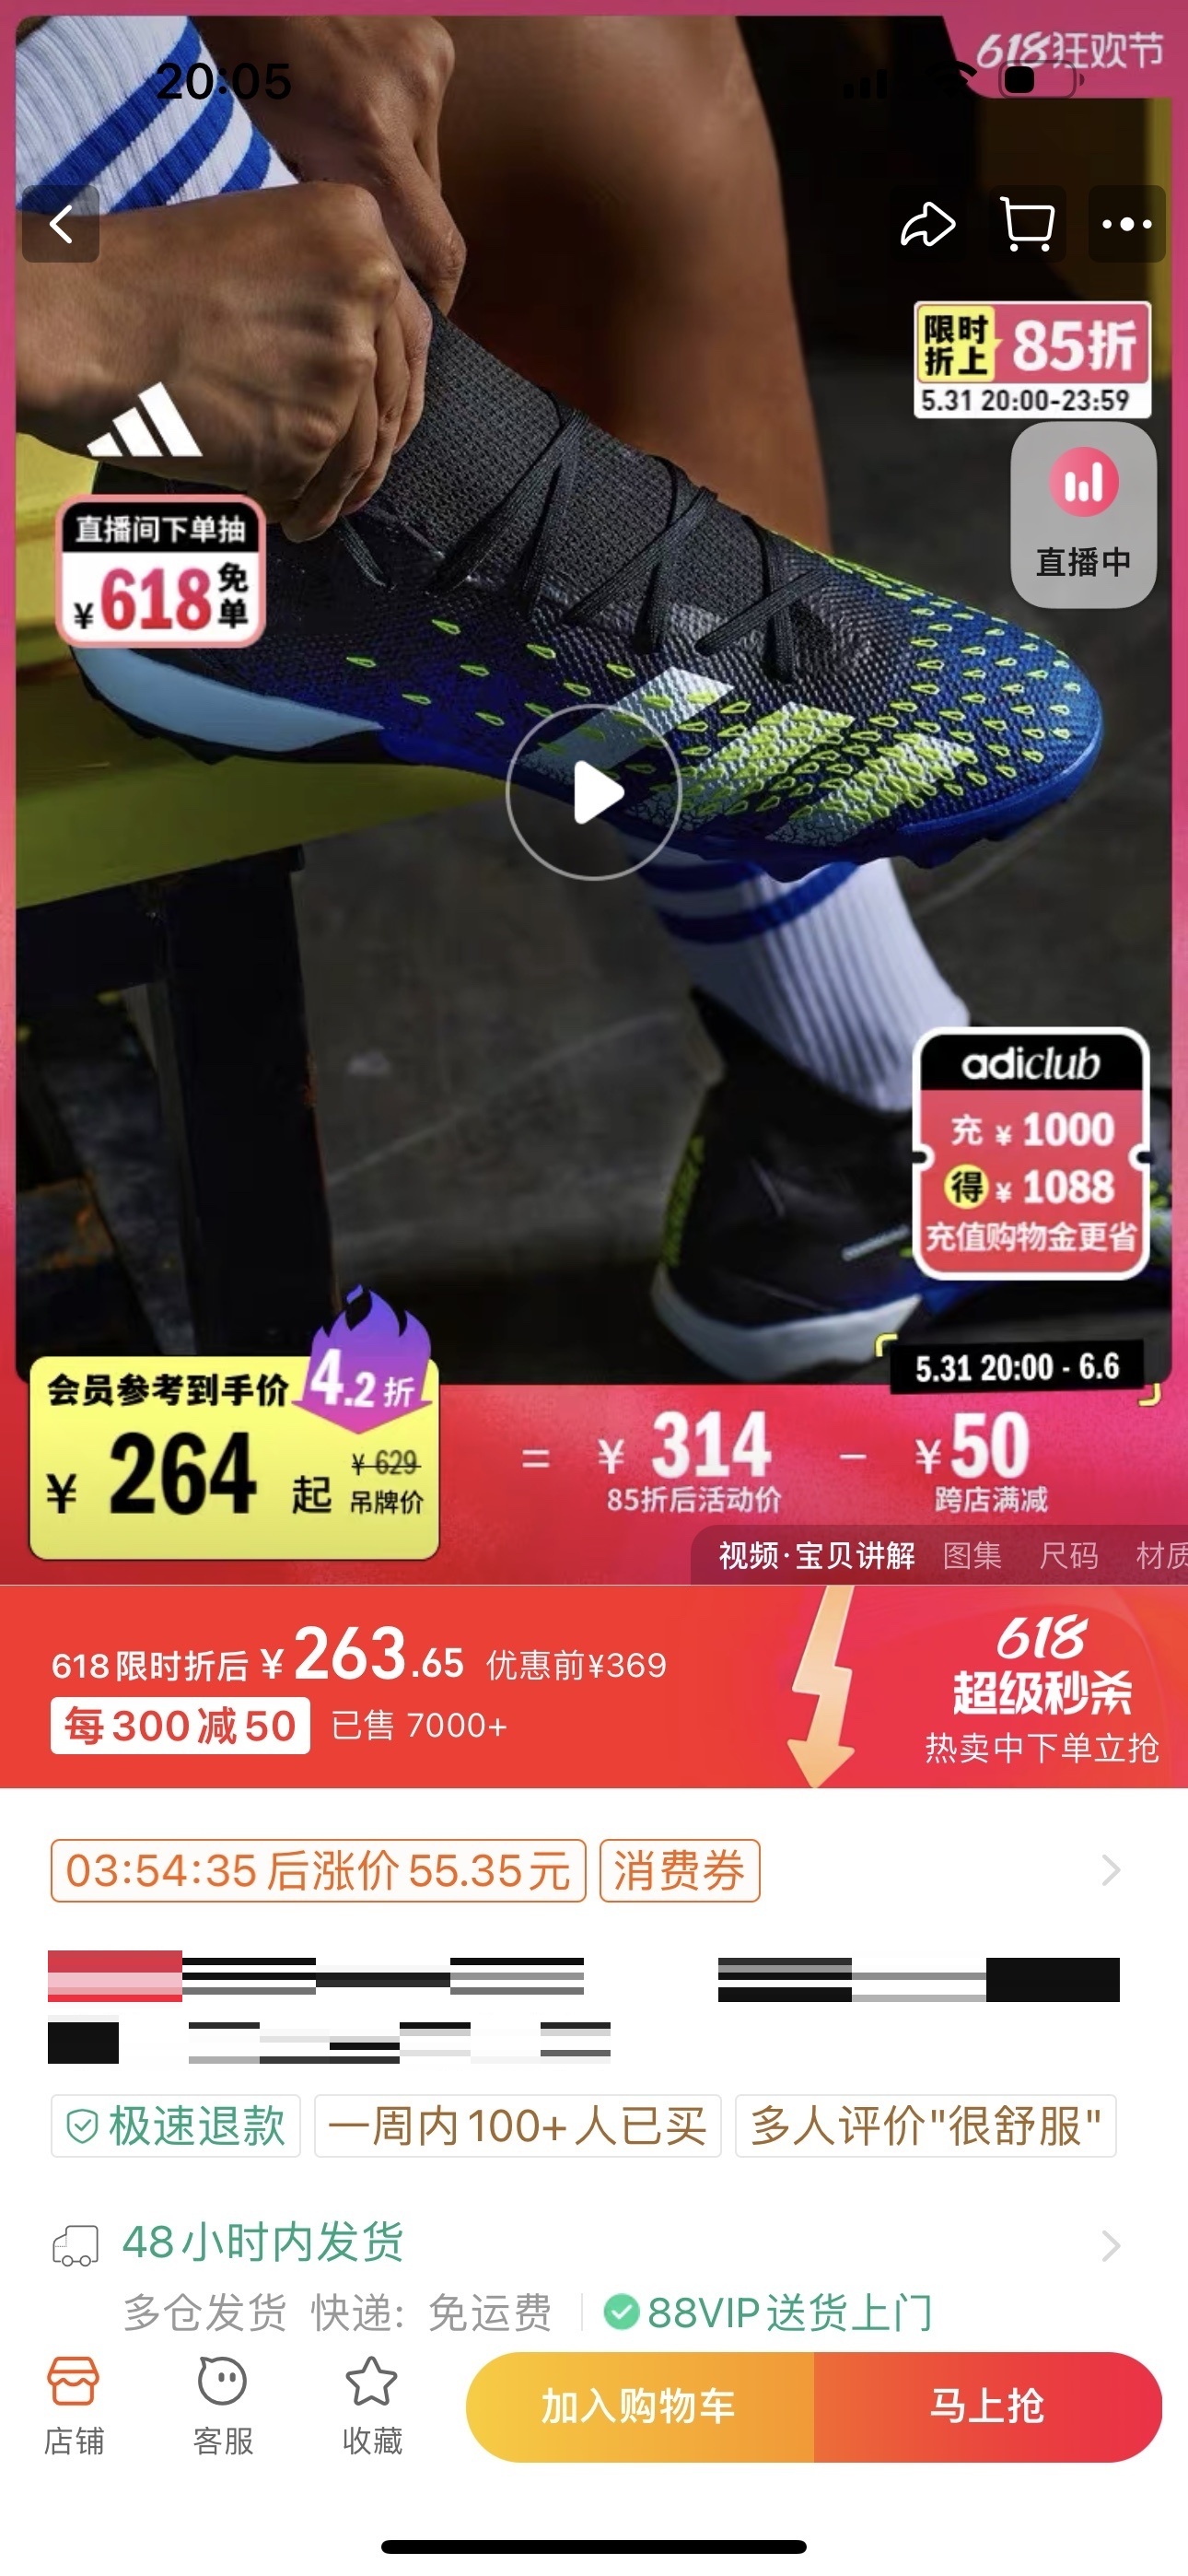 618狂欢节
20:05
限时折上 85折
5.31 20:00-23:59
直播中
直播间下单抽
¥618免单
adiclub
充 ¥ 1000
得 ¥ 1088
充值购物金更省
5.31 20:00 - 6.6
会员参考到手价 4.2折
¥ 264 起 ¥ 629 吊牌价
= ¥ 314 − ¥50
85折后活动价 跨店满减
视频·宝贝讲解 图集 尺码 材质
618限时折后 ¥263.65 优惠前¥369
每300减50 已售 7000+
618
超级秒杀
热卖中下单立抢
03:54:35后涨价55.35元 消费券
极速退款 一周内100+人已买 多人评价"很舒服"
48小时内发货
多仓发货 快递: 免运费 88VIP送货上门
店铺 客服 收藏 加入购物车 马上抢